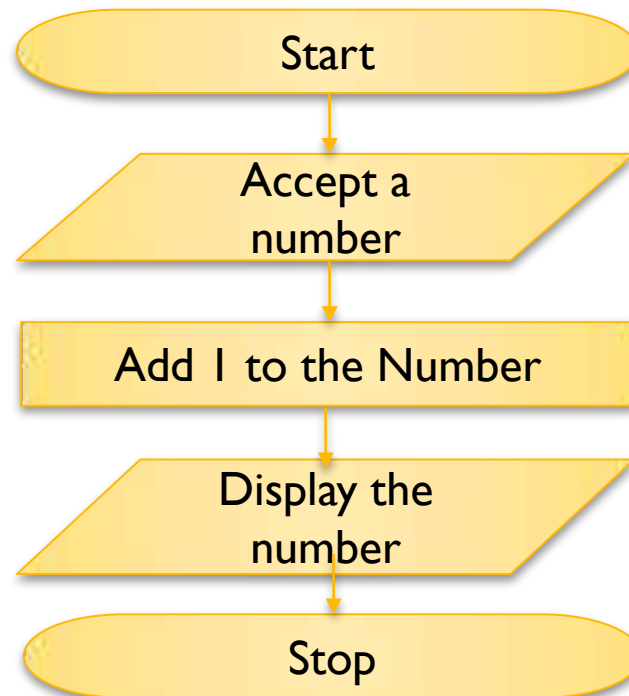 Start
Accept a
number
Add 1 to the Number
Display the
number
Stop